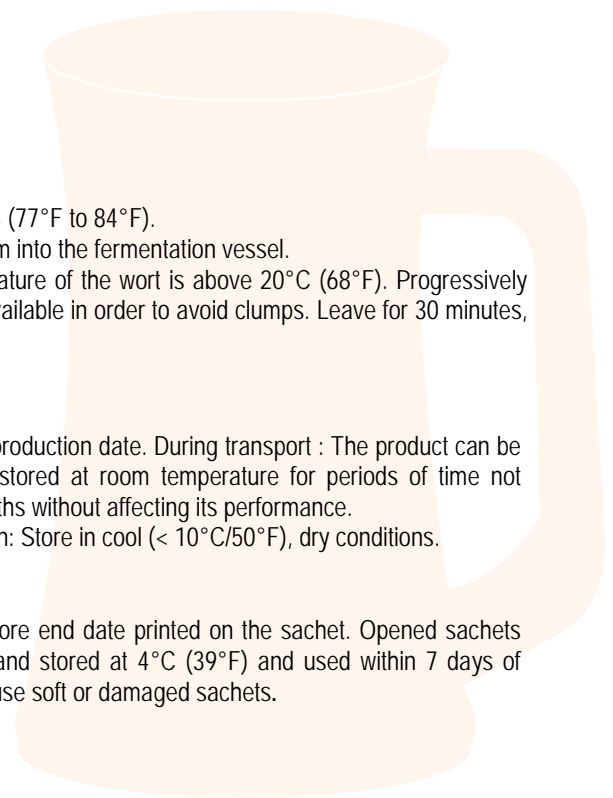 (77°F to 84°F).
m into the fermentation vessel.
ature of the wort is above 20°C (68°F). Progressively
vailable in order to avoid clumps. Leave for 30 minutes,
production date. During transport : The product can be
stored at room temperature for periods of time not
ths without affecting its performance.
n: Store in cool (< 10°C/50°F), dry conditions.
ore end date printed on the sachet. Opened sachets
and stored at 4°C (39°F) and used within 7 days of
use soft or damaged sachets.